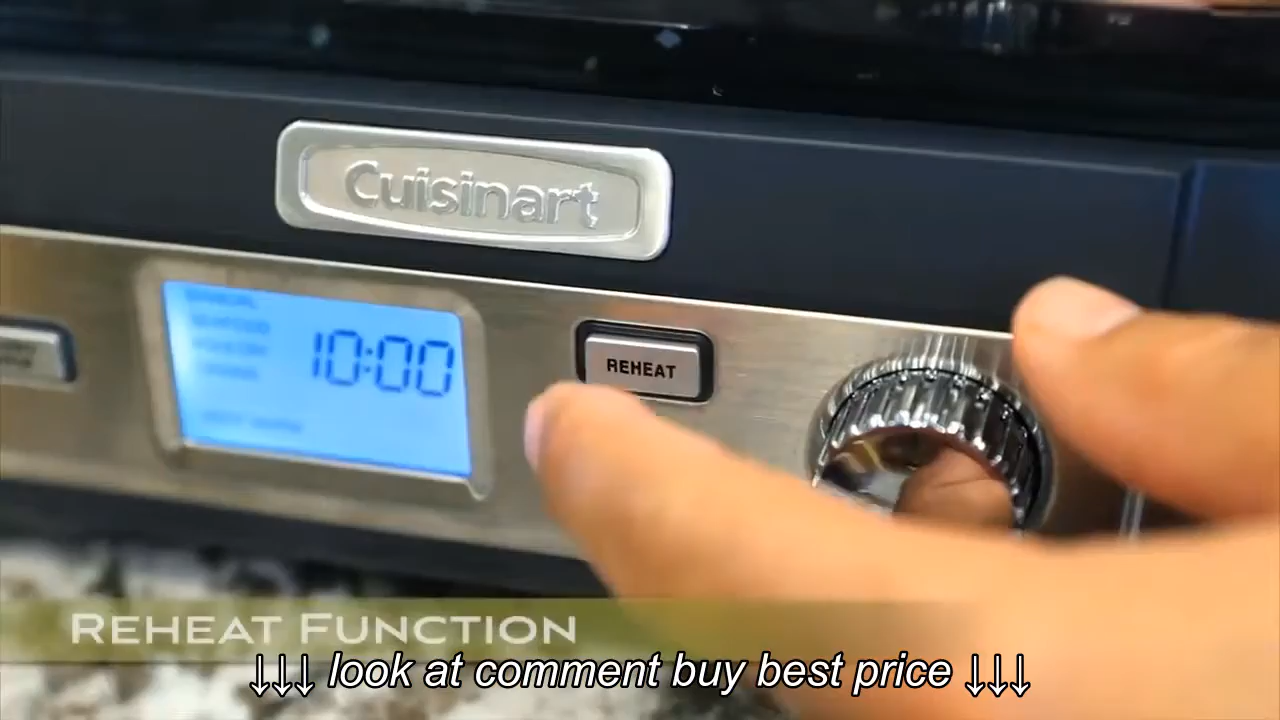 Cuisinart
10:00
REHEAT
REHEAT FUNCTION
↓↓↓ look at comment buy best price ↓↓↓